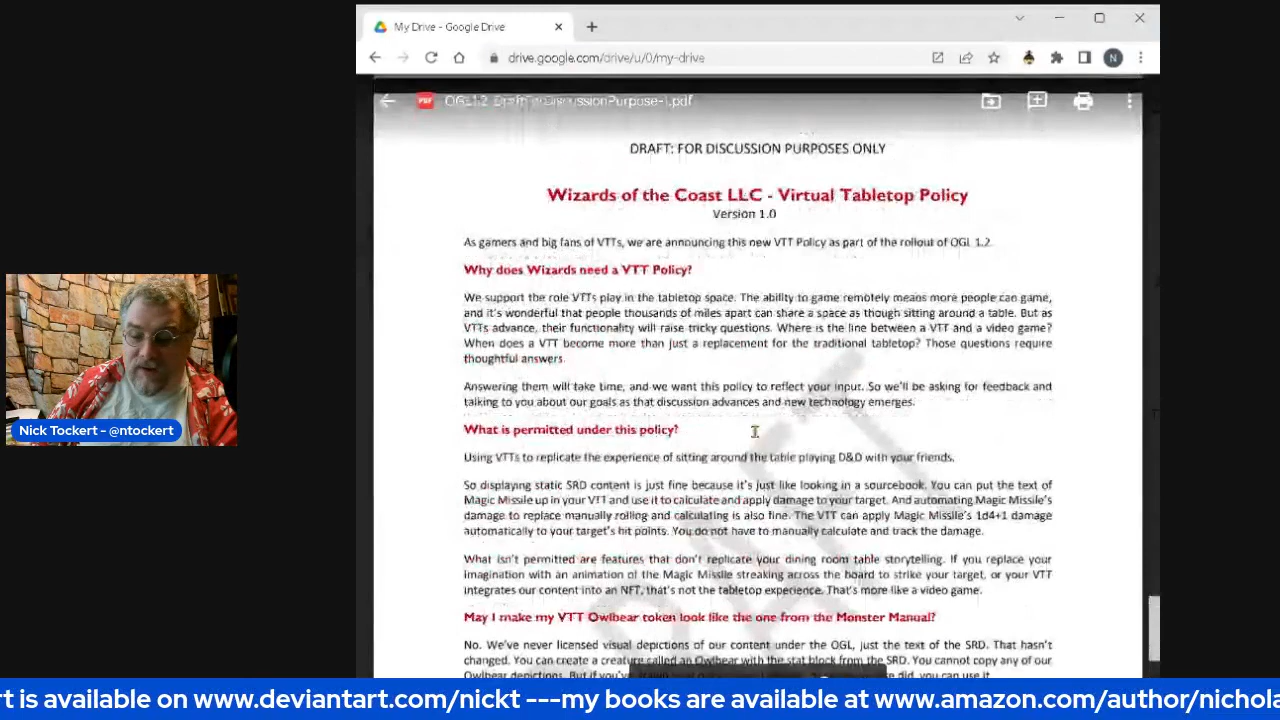 My Drive - Google Drive
drive.google.com/drive/u/0/my-drive
N
PDF
DRAFT: FOR DISCUSSION PURPOSES ONLY
Wizards of the Coast LLC - Virtual Tabletop Policy
Version 1.0
As gamers and big fans of VTTs, we are announcing this new VTT Policy as part of the rollout of OGL 1.2.
Why does Wizards need a VTT Policy?
We support the role VTTs play in the tabletop space. The ability to game remotely means more people can game,
and it's wonderful that people thousands of miles apart can share a space as though sitting around a table. But as
VTTs advance, their functionality will raise tricky questions. Where is the line between a VTT and a video game?
When does a VTT become more than just a replacement for the traditional tabletop? Those questions require
thoughtful answers.
Answering them will take time, and we want this policy to reflect your input. So we'll be asking for feedback and
talking to you about our goals as that discussion advances and new technology emerges.
What is permitted under this policy?
Using VTTs to replicate the experience of sitting around the table playing D&D with your friends.
So displaying static SRD content is just fine because it's just like looking in a sourcebook. You can put the text of
Magic Missile up in your VTT and use it to calculate and apply damage to your target. And automating Magic Missile's
damage to replace manually rolling and calculating is also fine. The VTT can apply Magic Missile's 1d4+1 damage
automatically to your target's hit points. You do not have to manually calculate and track the damage.
What isn't permitted are features that don't replicate your dining room table storytelling. If you replace your
imagination with an animation of the Magic Missile streaking across the board to strike your target, or your VTT
integrates our content into an NFT, that's not the tabletop experience. That's more like a video game.
May I make my VTT Owlbear token look like the one from the Monster Manual?
No. We've never licensed visual depictions of our content under the OGL, just the text of the SRD. That hasn't
changed. You can create a creature called an Owlbear with the stat block from the SRD. You cannot copy any of our
Owlbear depictions. But if you've did, you can use it.
DRAFT
Nick Tockert - @ntockert
rt is available on www.deviantart.com/nickt ---my books are available at www.amazon.com/author/nichola